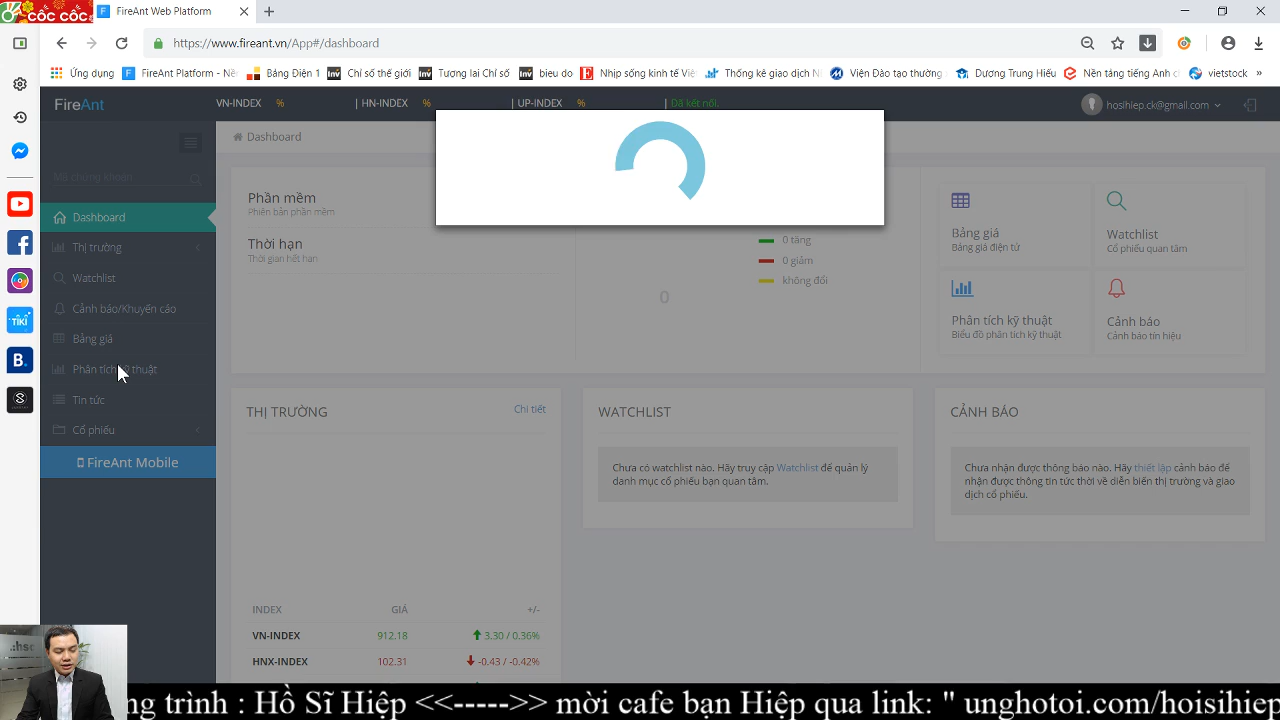 CỐC CỐC
FireAnt Web Platform
https://www.fireant.vn/App#/dashboard
Ứng dụng
FireAnt Platform - Nề
Bảng Điện 1
Chỉ số thế giới
Tương lai Chỉ số
bieu do
Nhịp sống kinh tế Việ
Thống kê giao dịch N
Viện Đào tạo thương
Dương Trung Hiếu
Nền tảng tiếng Anh c
vietstock
»
FireAnt
VN-INDEX %
| HN-INDEX %
| UP-INDEX %
| Đã kết nối.
hosihiep.ck@gmail.com
Mã chứng khoán
Dashboard
Thị trường
Watchlist
Cảnh báo/Khuyến cáo
Bảng giá
Phân tích kỹ thuật
Tin tức
Cổ phiếu
FireAnt Mobile
Dashboard
Phần mềm
Phiên bản phần mềm
Thời hạn
Thời gian hết hạn
0 tăng
0 giảm
không đổi
0
Bảng giá
Bảng giá điện tử
Watchlist
Cổ phiếu quan tâm
Phân tích kỹ thuật
Biểu đồ phân tích kỹ thuật
Cảnh báo
Cảnh báo tín hiệu
THỊ TRƯỜNG
Chi tiết
INDEX GIÁ +/-
VN-INDEX 912.18 3.30 / 0.36%
HNX-INDEX 102.31 -0.43 / -0.42%
WATCHLIST
Chưa có watchlist nào. Hãy truy cập Watchlist để quản lý
danh mục cổ phiếu bạn quan tâm.
CẢNH BÁO
Chưa nhận được thông báo nào. Hãy thiết lập cảnh báo để
nhận được thông tin tức thời về diễn biến thị trường và giao
dịch cổ phiếu.
TIKI
B.
ng trình : Hồ Sĩ Hiệp <<----->> mời cafe bạn Hiệp qua link: " unghotoi.com/hoisihiep